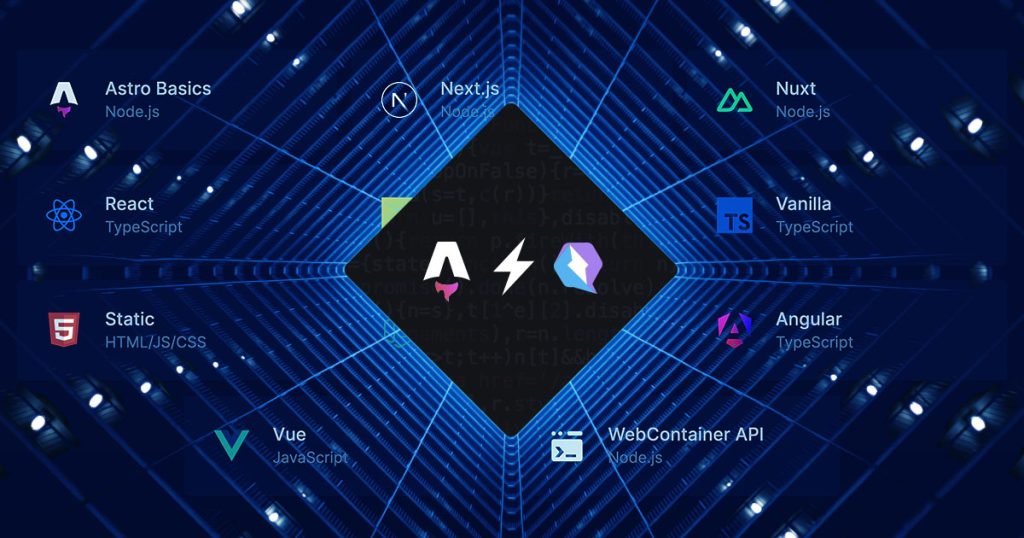 Astro Basics
Node.js
Next.js
Node.js
Nuxt
Node.js
React
TypeScript
TS
Vanilla
TypeScript
5
Static
HTML/JS/CSS
Angular
TypeScript
Vue
JavaScript
WebContainer API
Node.js